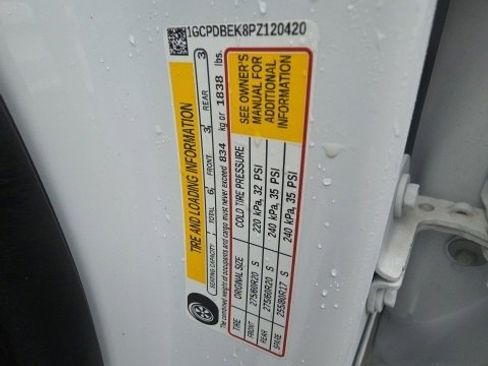 1GCPDBEK8PZ120420
TIRE AND LOADING INFORMATION
SEATING CAPACITY TOTAL 6 FRONT 3 REAR 3
The combined weight of occupants and cargo must never exceed 834 kg or 1838 lbs.
TIRE ORIGINAL SIZE COLD TIRE PRESSURE
FRONT 275/60R20 S 220 kPa, 32 PSI
REAR 275/60R20 S 240 kPa, 35 PSI
SPARE 255/80R17 S 240 kPa, 35 PSI
SEE OWNER'S
MANUAL FOR
ADDITIONAL
INFORMATION